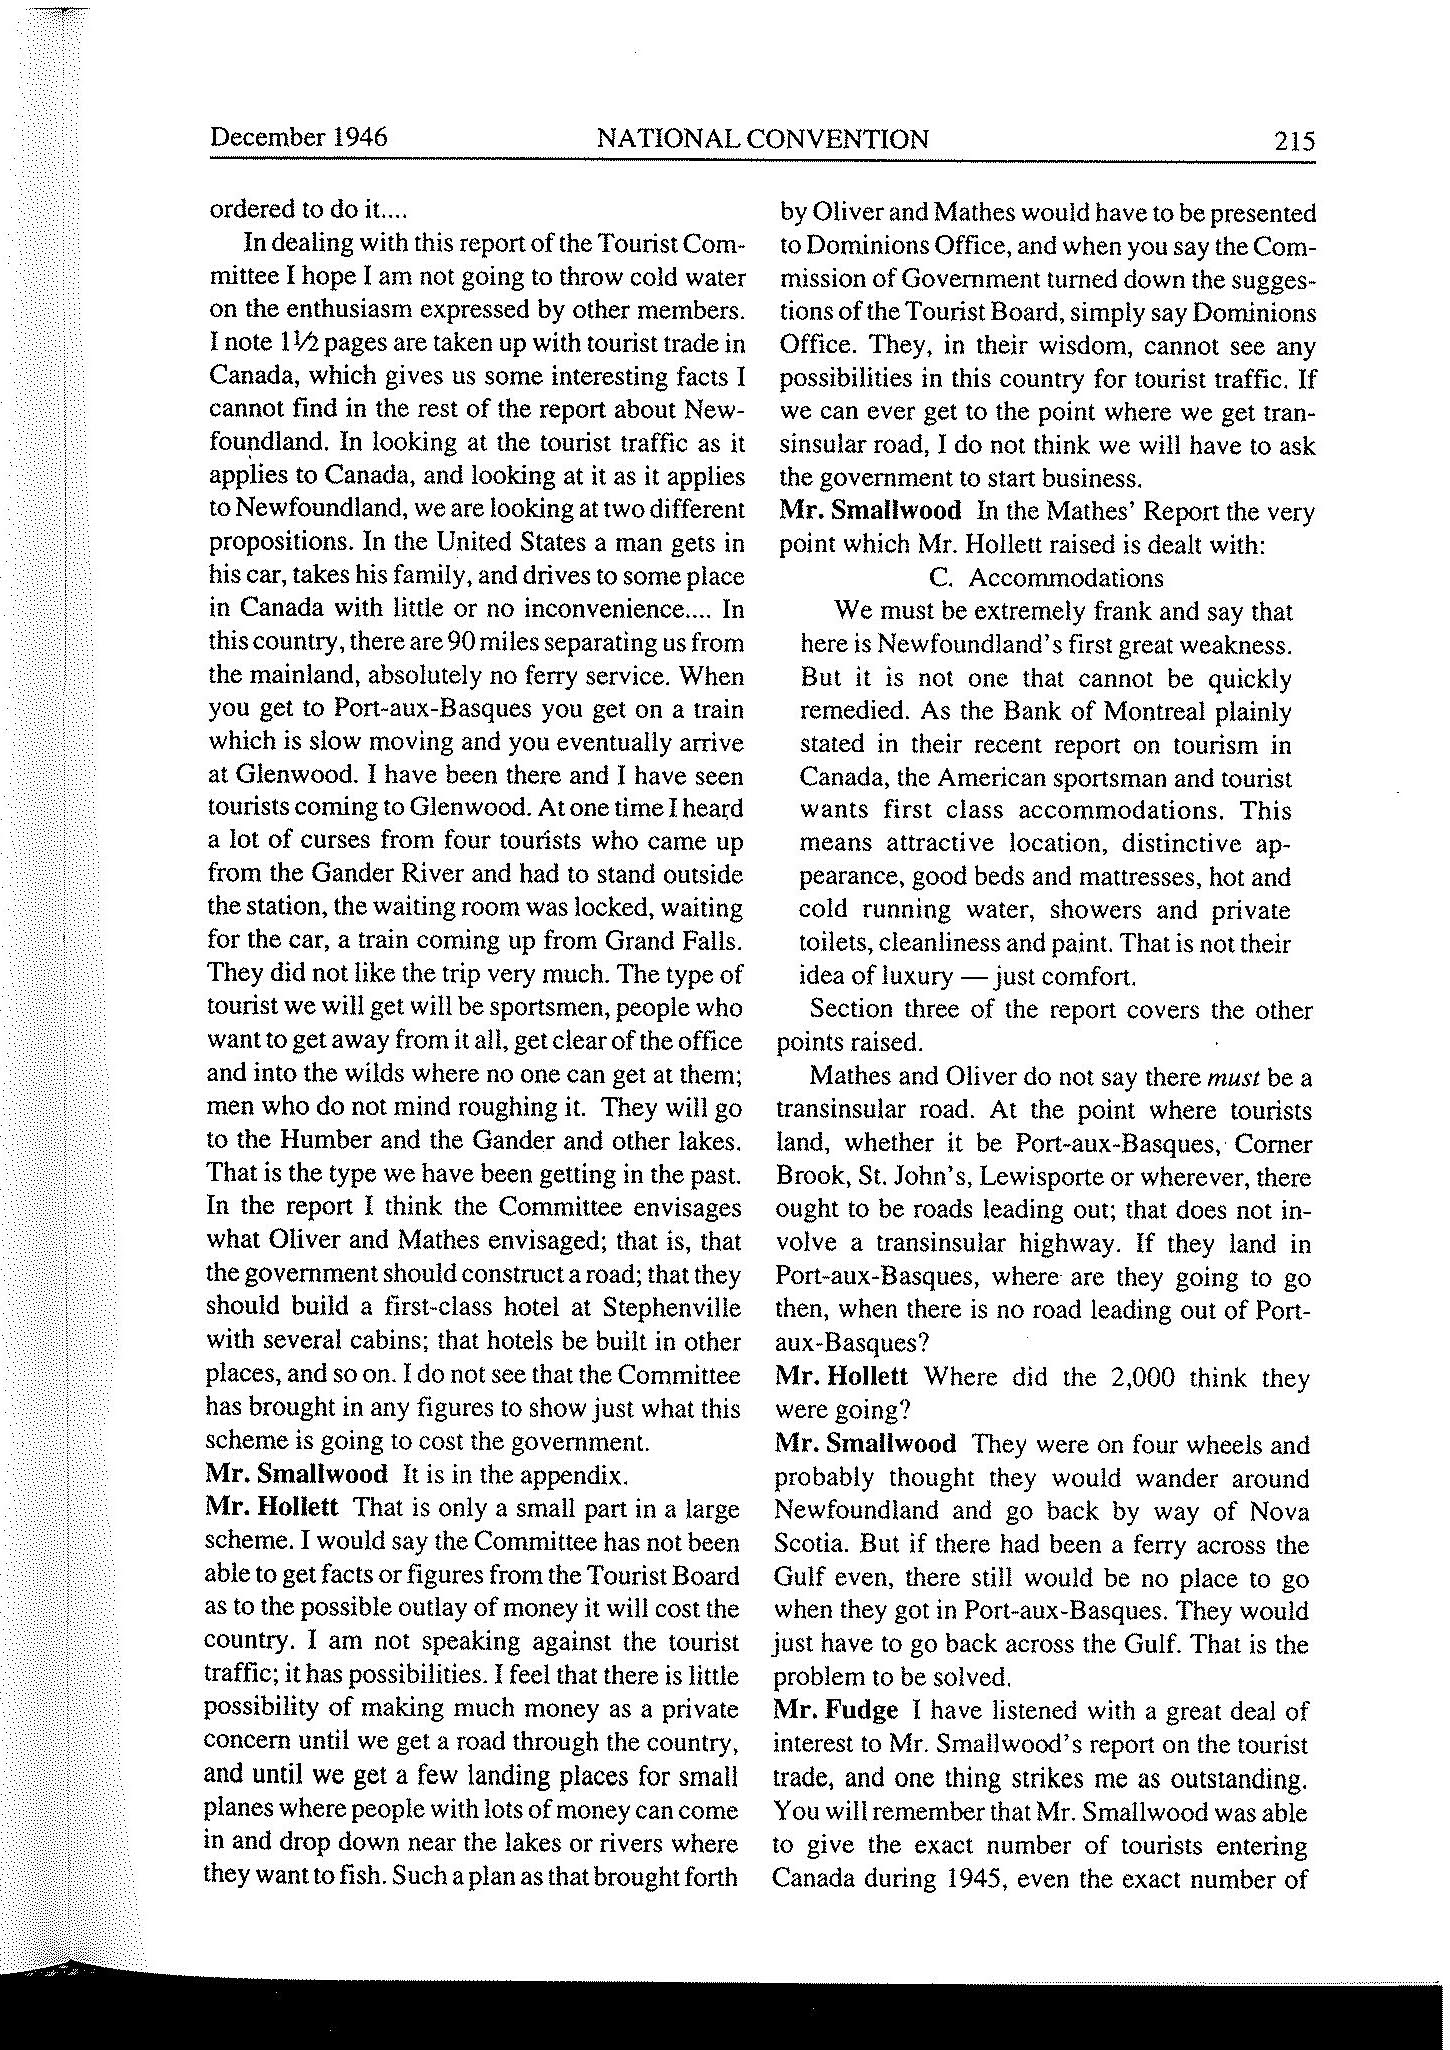 December 1946 NATIONAL CONVENTION 215
ordered to do it....
In dealing with this report of the Tourist Com-
mittee I hope I am not going to throw cold water
on the enthusiasm expressed by other members.
I note 1½ pages are taken up with tourist trade in
Canada, which gives us some interesting facts I
cannot find in the rest of the report about New-
foundland. In looking at the tourist traffic as it
applies to Canada, and looking at it as it applies
to Newfoundland, we are looking at two different
propositions. In the United States a man gets in
his car, takes his family, and drives to some place
in Canada with little or no inconvenience.... In
this country, there are 90 miles separating us from
the mainland, absolutely no ferry service. When
you get to Port-aux-Basques you get on a train
which is slow moving and you eventually arrive
at Glenwood. I have been there and I have seen
tourists coming to Glenwood. At one time I heard
a lot of curses from four tourists who came up
from the Gander River and had to stand outside
the station, the waiting room was locked, waiting
for the car, a train coming up from Grand Falls.
They did not like the trip very much. The type of
tourist we will get will be sportsmen, people who
want to get away from it all, get clear of the office
and into the wilds where no one can get at them;
men who do not mind roughing it. They will go
to the Humber and the Gander and other lakes.
That is the type we have been getting in the past.
In the report I think the Committee envisages
what Oliver and Mathes envisaged; that is, that
the government should construct a road; that they
should build a first-class hotel at Stephenville
with several cabins; that hotels be built in other
places, and so on. I do not see that the Committee
has brought in any figures to show just what this
scheme is going to cost the government.
Mr. Smallwood It is in the appendix.
Mr. Hollett That is only a small part in a large
scheme. I would say the Committee has not been
able to get facts or figures from the Tourist Board
as to the possible outlay of money it will cost the
country. I am not speaking against the tourist
traffic; it has possibilities. I feel that there is little
possibility of making much money as a private
concern until we get a road through the country,
and until we get a few landing places for small
planes where people with lots of money can come
in and drop down near the lakes or rivers where
they want to fish. Such a plan as that brought forth
by Oliver and Mathes would have to be presented
to Dominions Office, and when you say the Com-
mission of Government turned down the sugges-
tions of the Tourist Board, simply say Dominions
Office. They, in their wisdom, cannot see any
possibilities in this country for tourist traffic. If
we can ever get to the point where we get tran-
sinsular road, I do not think we will have to ask
the government to start business.
Mr. Smallwood In the Mathes' Report the very
point which Mr. Hollett raised is dealt with:
C. Accommodations
We must be extremely frank and say that
here is Newfoundland's first great weakness.
But it is not one that cannot be quickly
remedied. As the Bank of Montreal plainly
stated in their recent report on tourism in
Canada, the American sportsman and tourist
wants first class accommodations. This
means attractive location, distinctive ap-
pearance, good beds and mattresses, hot and
cold running water, showers and private
toilets, cleanliness and paint. That is not their
idea of luxury — just comfort.
Section three of the report covers the other
points raised.
Mathes and Oliver do not say there must be a
transinsular road. At the point where tourists
land, whether it be Port-aux-Basques, Corner
Brook, St. John's, Lewisporte or wherever, there
ought to be roads leading out; that does not in-
volve a transinsular highway. If they land in
Port-aux-Basques, where are they going to go
then, when there is no road leading out of Port-
aux-Basques?
Mr. Hollett Where did the 2,000 think they
were going?
Mr. Smallwood They were on four wheels and
probably thought they would wander around
Newfoundland and go back by way of Nova
Scotia. But if there had been a ferry across the
Gulf even, there still would be no place to go
when they got in Port-aux-Basques. They would
just have to go back across the Gulf. That is the
problem to be solved.
Mr. Fudge I have listened with a great deal of
interest to Mr. Smallwood's report on the tourist
trade, and one thing strikes me as outstanding.
You will remember that Mr. Smallwood was able
to give the exact number of tourists entering
Canada during 1945, even the exact number of